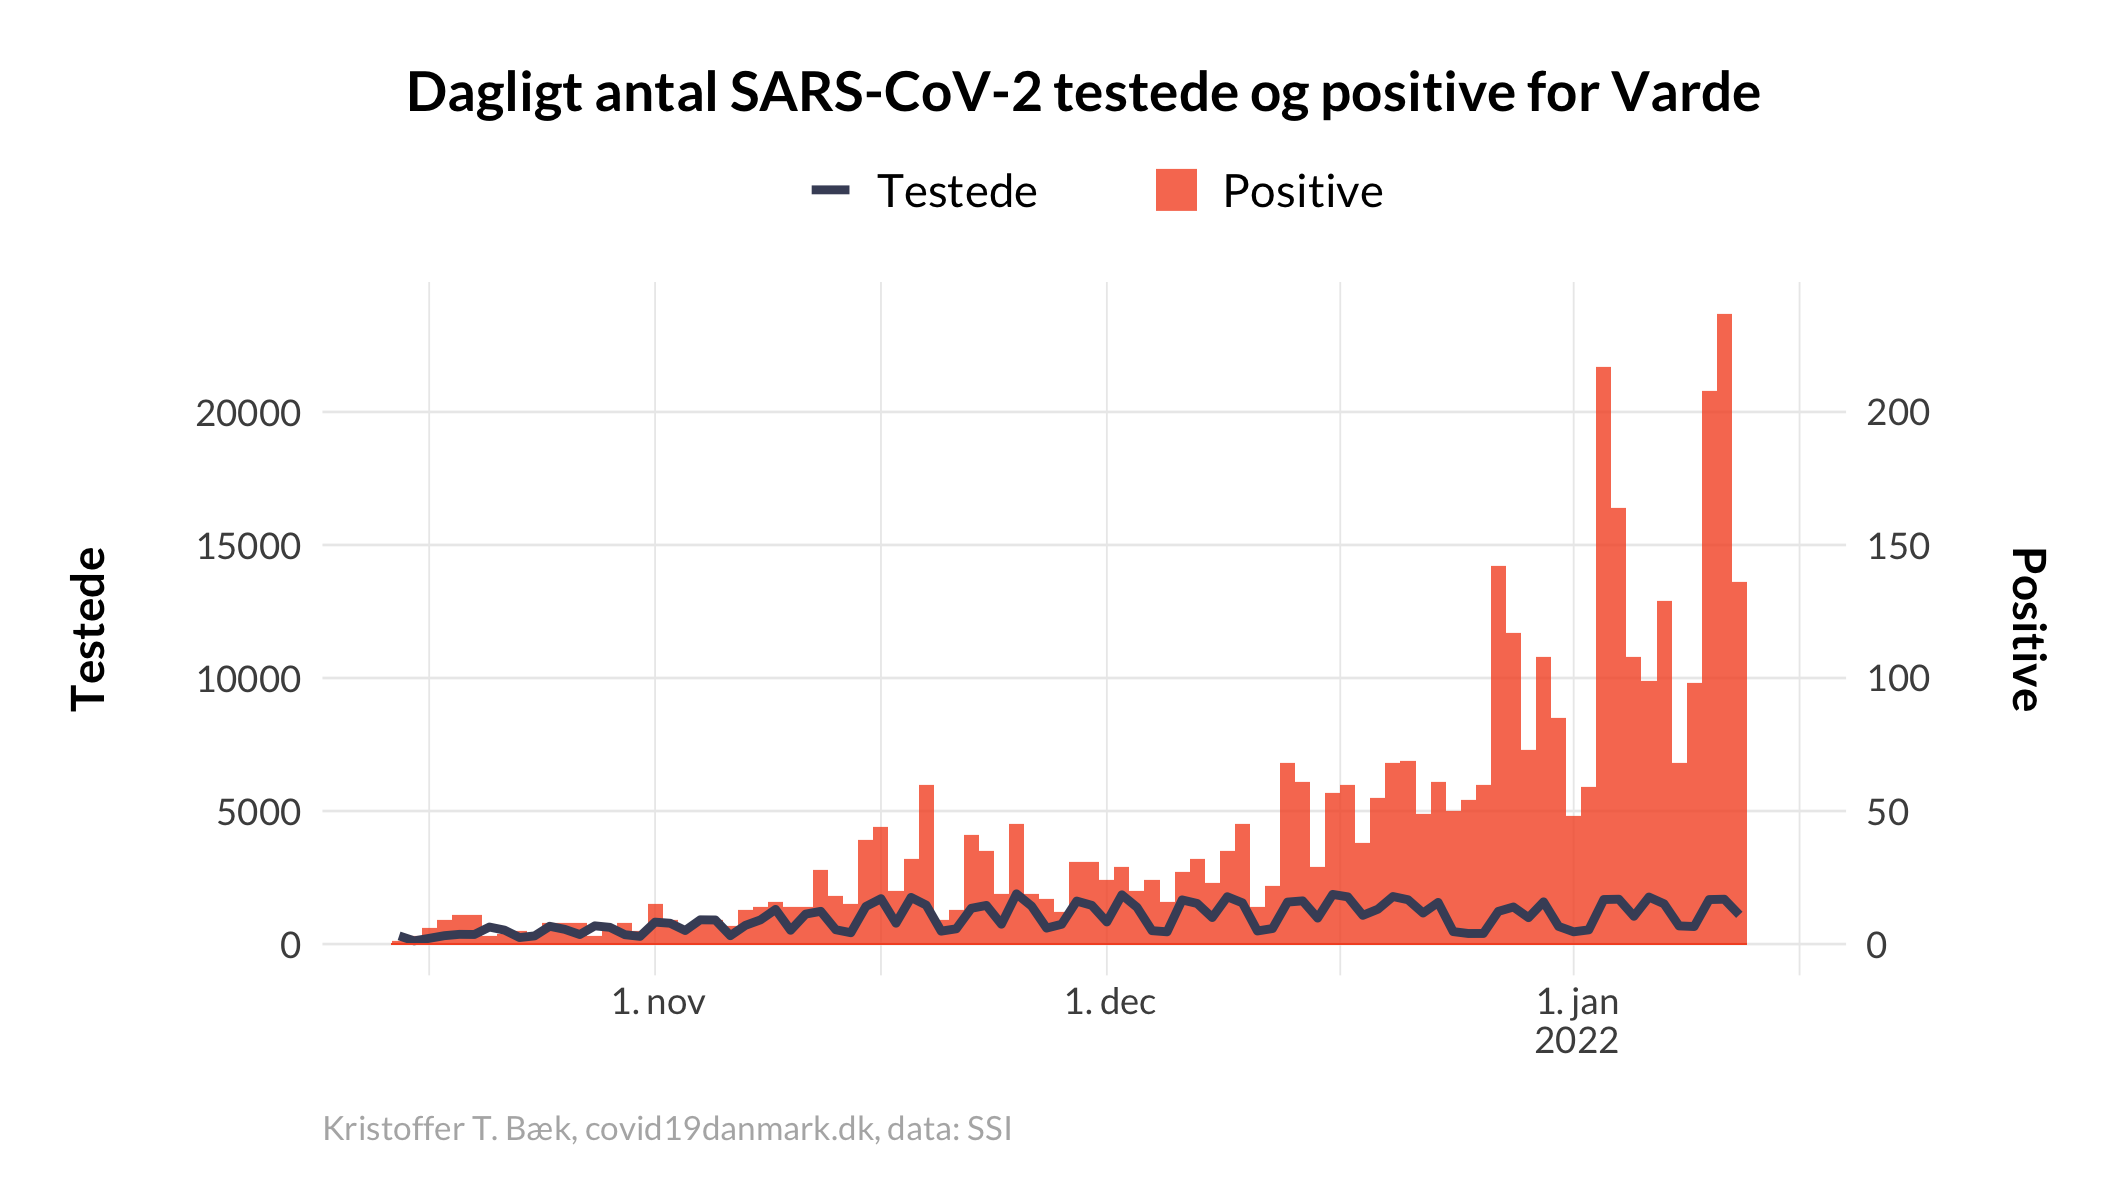 Dagligt antal SARS-CoV-2 testede og positive for Varde
Testede
Positive
20000
15000
10000
5000
0
200
150
100
50
0
Testede
Positive
1. nov
1. dec
1. jan
2022
Kristoffer T. Bæk, covid19danmark.dk, data: SSI